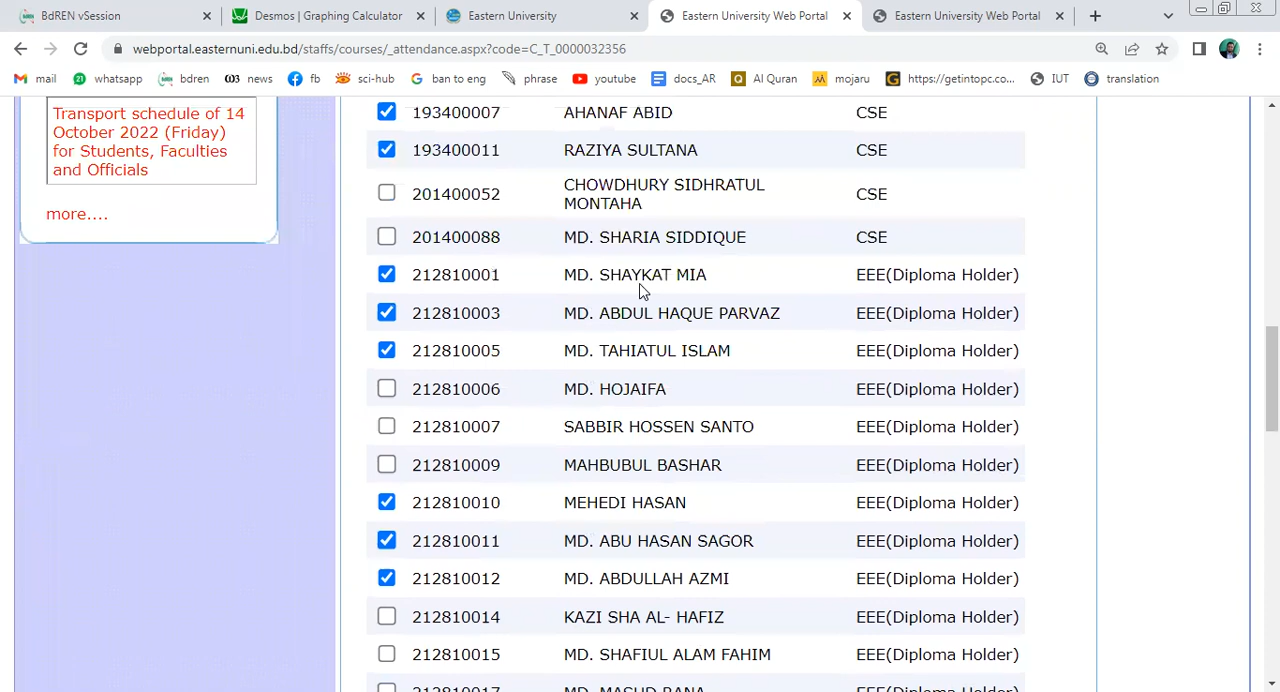 BdREN vSession
Desmos | Graphing Calculator
Eastern University
Eastern University Web Portal
Eastern University Web Portal
webportal.easternuni.edu.bd/staffs/courses/_attendance.aspx?code=C_T_0000032356
mail
whatsapp
bdren
news
fb
sci-hub
ban to eng
phrase
youtube
docs_AR
Al Quran
mojaru
https://getintopc.co...
IUT
translation
Transport schedule of 14
October 2022 (Friday)
for Students, Faculties
and Officials
more....
193400007 AHANAF ABID CSE
193400011 RAZIYA SULTANA CSE
201400052 CHOWDHURY SIDHRATUL MONTAHA CSE
201400088 MD. SHARIA SIDDIQUE CSE
212810001 MD. SHAYKAT MIA EEE(Diploma Holder)
212810003 MD. ABDUL HAQUE PARVAZ EEE(Diploma Holder)
212810005 MD. TAHIATUL ISLAM EEE(Diploma Holder)
212810006 MD. HOJAIFA EEE(Diploma Holder)
212810007 SABBIR HOSSEN SANTO EEE(Diploma Holder)
212810009 MAHBUBUL BASHAR EEE(Diploma Holder)
212810010 MEHEDI HASAN EEE(Diploma Holder)
212810011 MD. ABU HASAN SAGOR EEE(Diploma Holder)
212810012 MD. ABDULLAH AZMI EEE(Diploma Holder)
212810014 KAZI SHA AL- HAFIZ EEE(Diploma Holder)
212810015 MD. SHAFIUL ALAM FAHIM EEE(Diploma Holder)